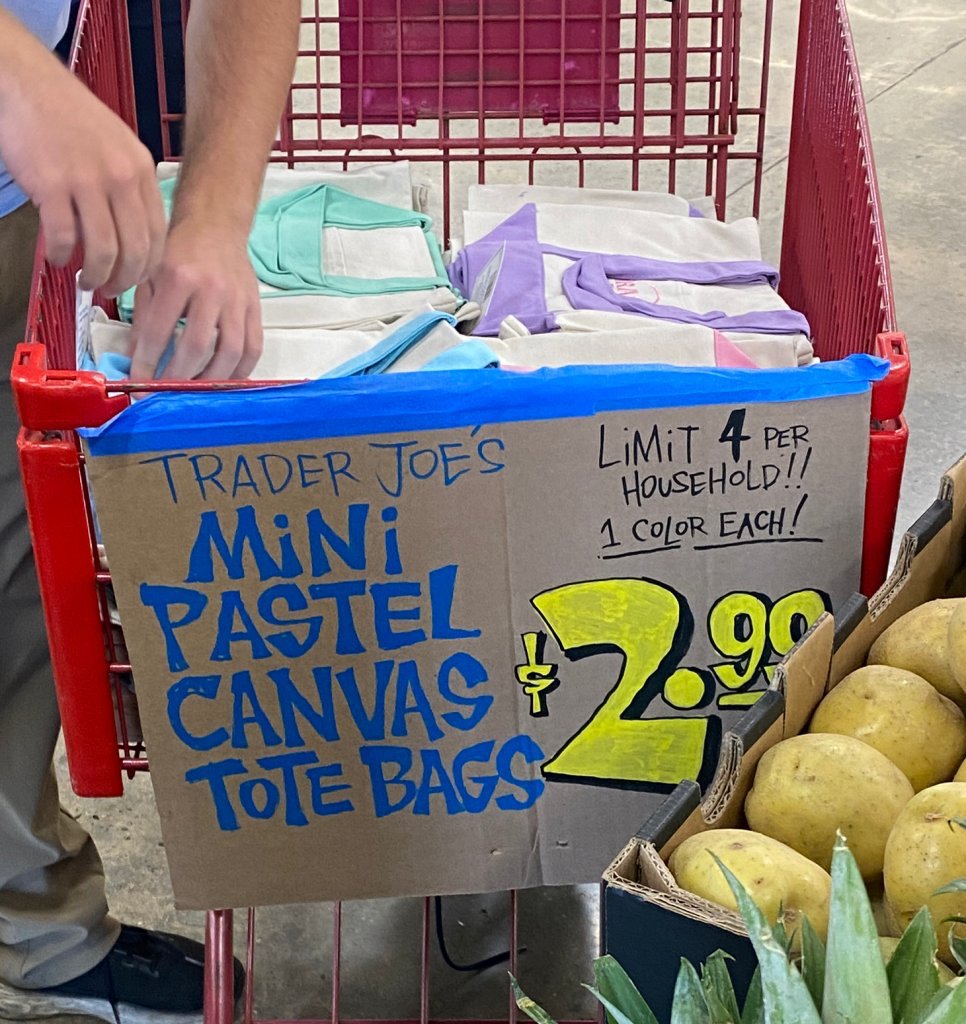 TRADER JOE'S
MiNi
PASTEL
CANVAS
TOTE BAGS
LiMiT 4 PER
HOUSEHOLD!!
1 COLOR EACH!
$2.99